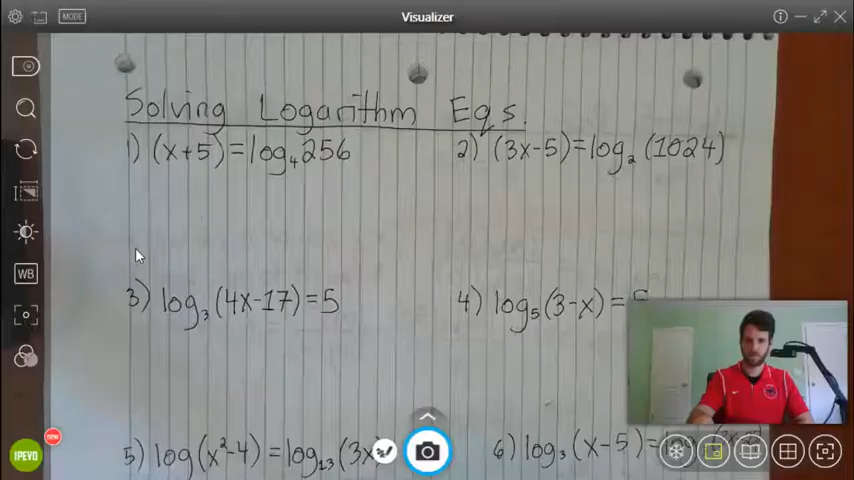 Visualizer
MODE
Solving Logarithm Eqs.
1) (x+5)=log₄256
2) (3x-5)=log₂(1024)
WB
3) log₃(4x-17)=5
4) log₅(3-x)=
new
IPEVO
5) log(x²-4)=log₁₃(3x
6) log₃(x-5)=